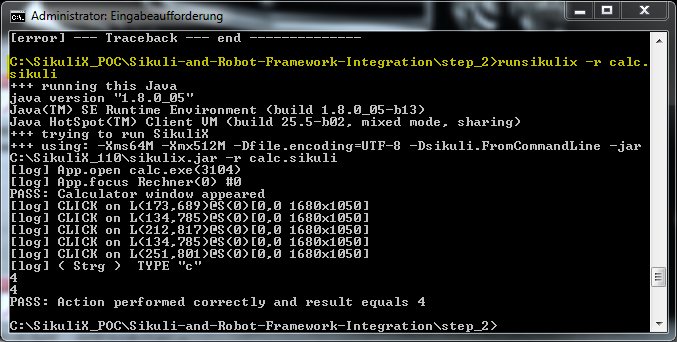 Administrator: Eingabeaufforderung
[error] --- Traceback --- end --------------
C:\SikuliX_POC\Sikuli-and-Robot-Framework-Integration\step_2>runsikulix -r calc.
sikuli
+++ running this Java
java version "1.8.0_05"
Java(TM) SE Runtime Environment (build 1.8.0_05-b13)
Java HotSpot(TM) Client VM (build 25.5-b02, mixed mode, sharing)
+++ trying to run SikuliX
+++ using: -Xms64M -Xmx512M -Dfile.encoding=UTF-8 -Dsikuli.FromCommandLine -jar
C:\SikuliX_110\sikulix.jar -r calc.sikuli
[log] App.open calc.exe(3104)
[log] App.focus Rechner(0) #0
PASS: Calculator window appeared
[log] CLICK on L(173,689)@S(0)[0,0 1680x1050]
[log] CLICK on L(134,785)@S(0)[0,0 1680x1050]
[log] CLICK on L(212,817)@S(0)[0,0 1680x1050]
[log] CLICK on L(134,785)@S(0)[0,0 1680x1050]
[log] CLICK on L(251,801)@S(0)[0,0 1680x1050]
[log] ( Strg )  TYPE "c"
4
4
PASS: Action performed correctly and result equals 4
C:\SikuliX_POC\Sikuli-and-Robot-Framework-Integration\step_2>